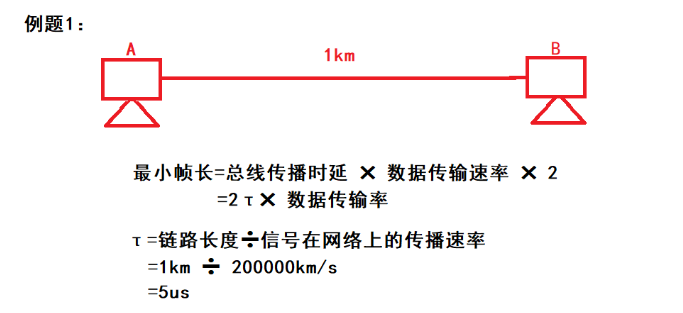 例题1：
A
1km
B
最小帧长=总线传播时延 × 数据传输速率 × 2
=2τ× 数据传输率
τ=链路长度÷信号在网络上的传播速率
=1km ÷ 200000km/s
=5us